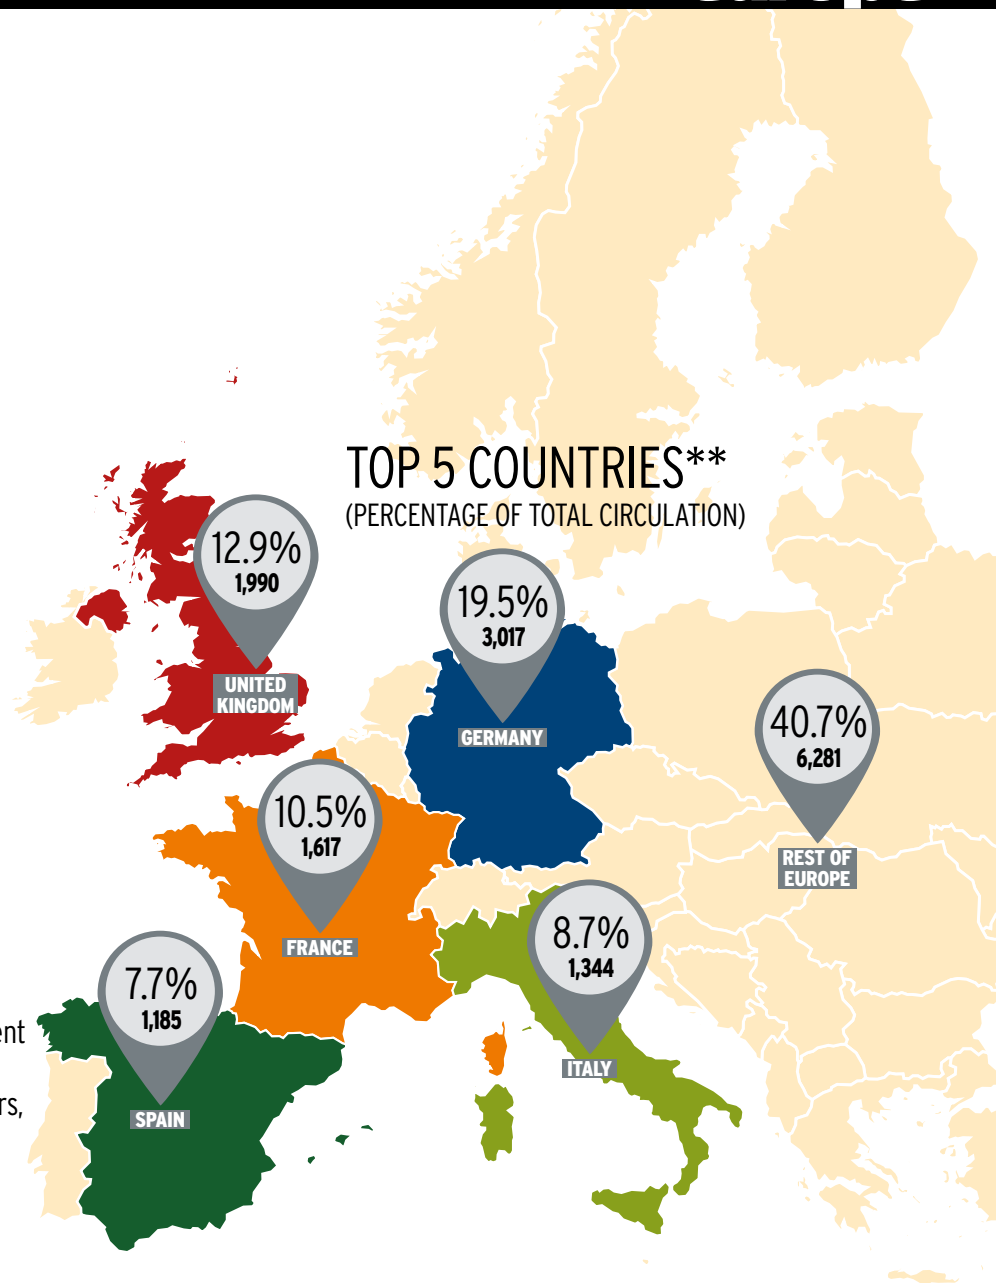 TOP 5 COUNTRIES**
(PERCENTAGE OF TOTAL CIRCULATION)
12.9%
1,990
UNITED
KINGDOM
19.5%
3,017
GERMANY
40.7%
6,281
REST OF
EUROPE
10.5%
1,617
FRANCE
8.7%
1,344
ITALY
7.7%
1,185
SPAIN
ent
rs,